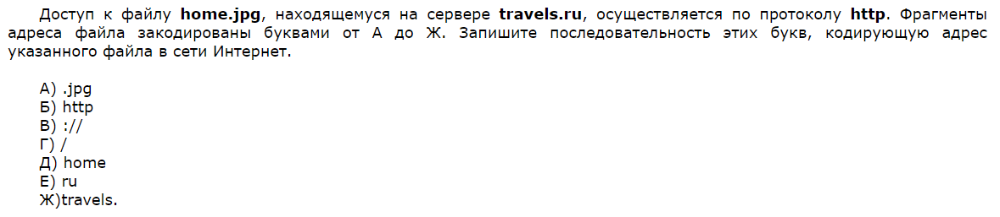 Доступ к файлу home.jpg, находящемуся на сервере travels.ru, осуществляется по протоколу http. Фрагменты
адреса файла закодированы буквами от А до Ж. Запишите последовательность этих букв, кодирующую адрес
указанного файла в сети Интернет.
А) .jpg
Б) http
В) ://
Г) /
Д) home
Е) ru
Ж)travels.